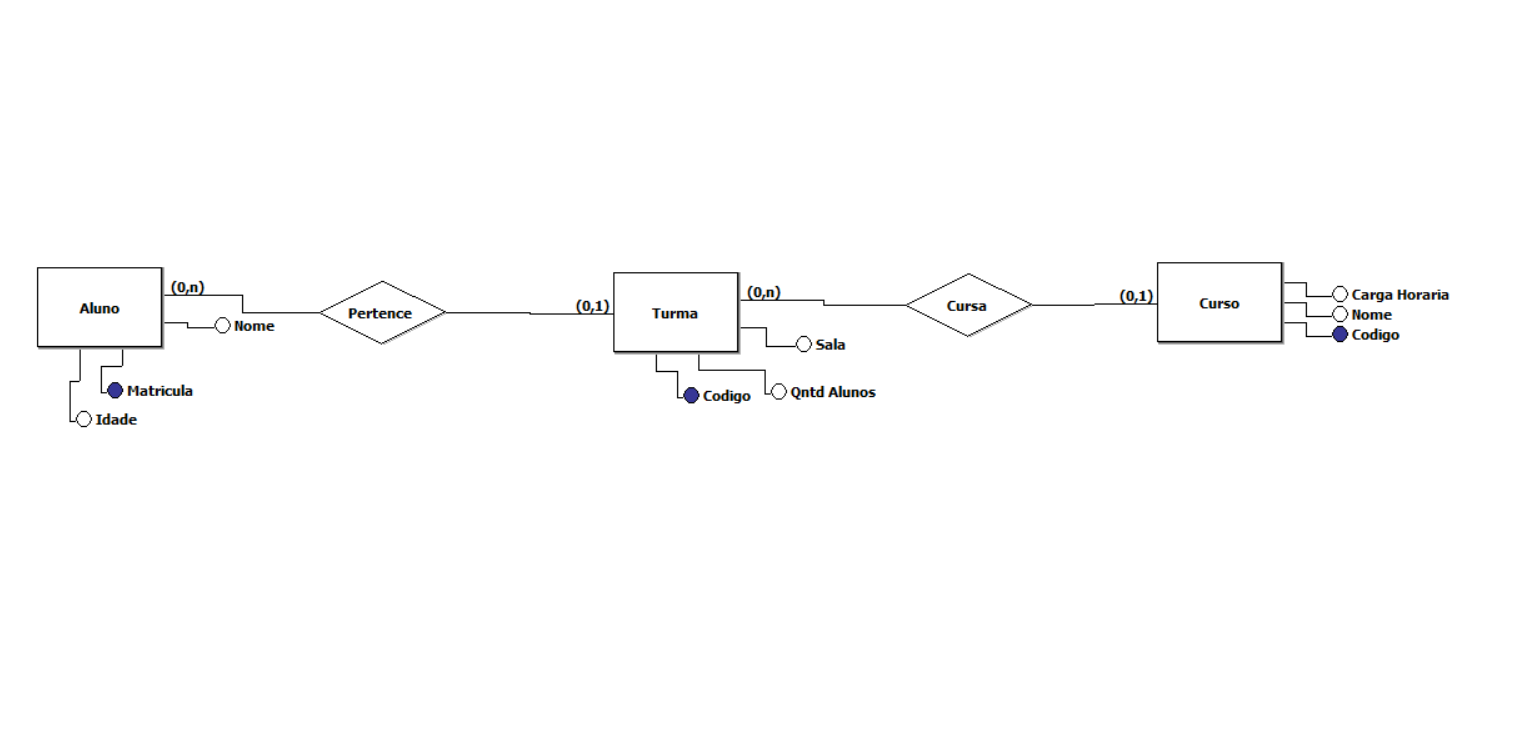 Aluno
(0,n)
Nome
Matricula
Idade
Pertence
(0,1)
Turma
(0,n)
Sala
Codigo
Qntd Alunos
Cursa
(0,1)
Curso
Carga Horaria
Nome
Codigo